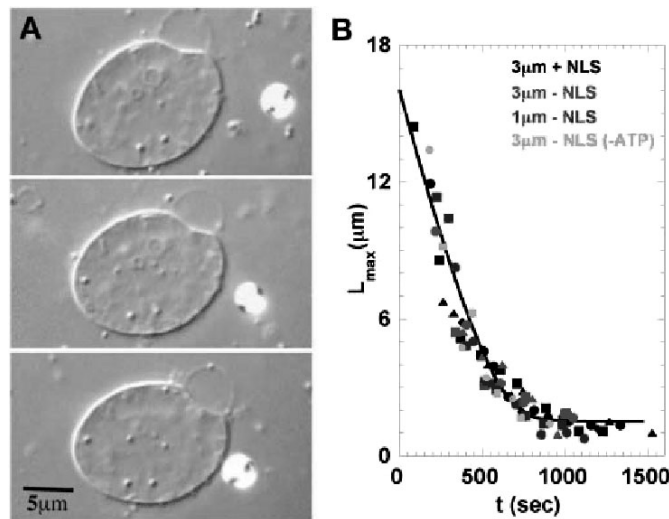 A
5μm
B
18
12
6
0
L max (μm)
3μm + NLS
3μm - NLS
1μm - NLS
3μm - NLS (-ATP)
0 500 1000 1500
t (sec)